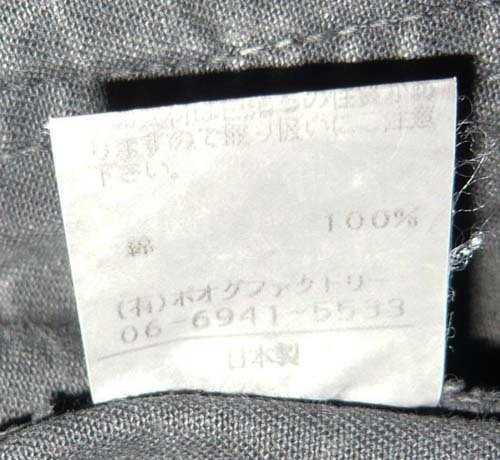 りますので取り扱いにご注意
下さい。
綿 100%
(有)ポオグファクトリー
06-6941-5533
日本製